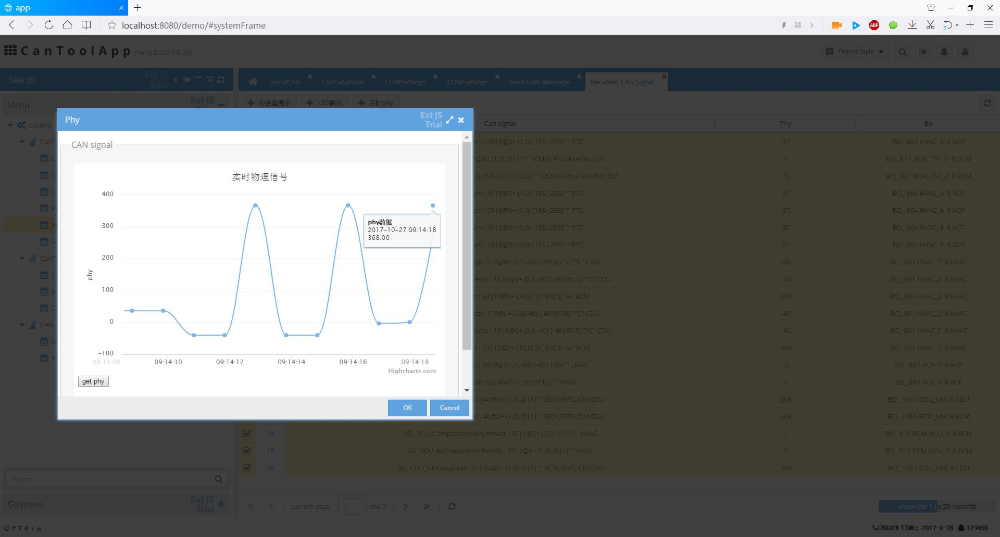 app
localhost:8080/demo/#systemFrame
ABP
2
CanToolApp (Ver:6.0.2017.9.28)
Theme Style
Search
Ext JS
Trial
SendCAN
CanDataBase
COMSettings
COMSettings
Send CAN Message
Received CAN Signal
Menu
Ext JS
仪表盘展示
LED展示
实时phy
Can signal
Phy
Bo
Catalog
CanTo
CanTo
CAN
: 39|8@0+ (1,0) [155|255] "" PTC
37
BO_ 864 HVAC_4: 8 ACP
@0+ (1,0) [0|1] "" BCM,PEPS,ICM,AVM,CDU
1
BO_ 837 BCM_ESC_2: 8 BCM
(0.05625,0) [0|240] "" BCM,PEPS,ICM,AVM,CDU
72
BO_ 837 BCM_ESC_2: 8 BCM
: 39|8@0+ (1,0) [155|255] "" PTC
37
BO_ 864 HVAC_4: 8 ACP
: 39|8@0+ (1,0) [155|255] "" PTC
37
BO_ 864 HVAC_4: 8 ACP
: 39|8@0+ (1,0) [155|255] "" PTC
37
BO_ 864 HVAC_4: 8 ACP
: 39|8@0+ (1,0) [155|255] "" PTC
37
BO_ 864 HVAC_4: 8 ACP
: 7|8@0+ (0.5,-40) [-40|87.5] "°C" CDU
-40
BO_ 801 HVAC_2: 8 HVAC
emp : 15|8@0+ (0.5,-40) [-40|87.5] "°C" CDU
-40
BO_ 801 HVAC_2: 8 HVAC
: 33|10@0+ (10,0) [0|8000] "w" BCM
368
BO_ 801 HVAC_2: 8 HVAC
: 7|8@0+ (0.5,-40) [-40|87.5] "°C" CDU
-40
BO_ 801 HVAC_2: 8 HVAC
emp : 15|8@0+ (0.5,-40) [-40|87.5] "°C" CDU
-40
BO_ 801 HVAC_2: 8 HVAC
: 33|10@0+ (10,0) [0|8000] "w" BCM
368
BO_ 801 HVAC_2: 8 HVAC
: 39|8@0+ (1,-40) [-40|140] "" HVAC
-3
BO_ 867 ACP_1: 8 ACP
eat : 55|4@0+ (1,0) [0|15] "" HVAC
1
BO_ 867 ACP_1: 8 ACP
|40@0+ (1,0) [0|1] "" BCM,PEPS,ICM,CDU
368
BO_ 1067 CDU_NM: 8 CDU
|40@0+ (1,0) [0|1] "" BCM,PEPS,ICM,CDU
368
BO_ 1056 BCM_NM: 8 BCM
18
SG_ VCU_CompressorPwrLimitAct : 32|1@0+ (1,0) [0|1] "" HVAC
1
BO_ 915 BCM_VCU_2: 8 BCM
19
SG_ VCU_AirCompressorReqVD : 37|1@0+ (1,0) [0|1] "" HVAC
1
BO_ 915 BCM_VCU_2: 8 BCM
20
SG_ CDU_NMDataField : 31|40@0+ (1,0) [0|1] "" BCM,PEPS,ICM,CDU
368
BO_ 1067 CDU_NM: 8 CDU
Phy
Ext JS
Trial
CAN signal
实时物理信号
400
300
200
100
0
-100
phy
phy数据
2017-10-27 09:14:18
368.00
09:14:08
09:14:10
09:14:12
09:14:14
09:14:16
09:14:18
Highcharts.com
get phy
OK
Cancel
Search
Common
Ext JS
Trial
current page
1
total 2
show the 1 to 20 records
©270rg
CREATE TIME: 2017-9-28
123456